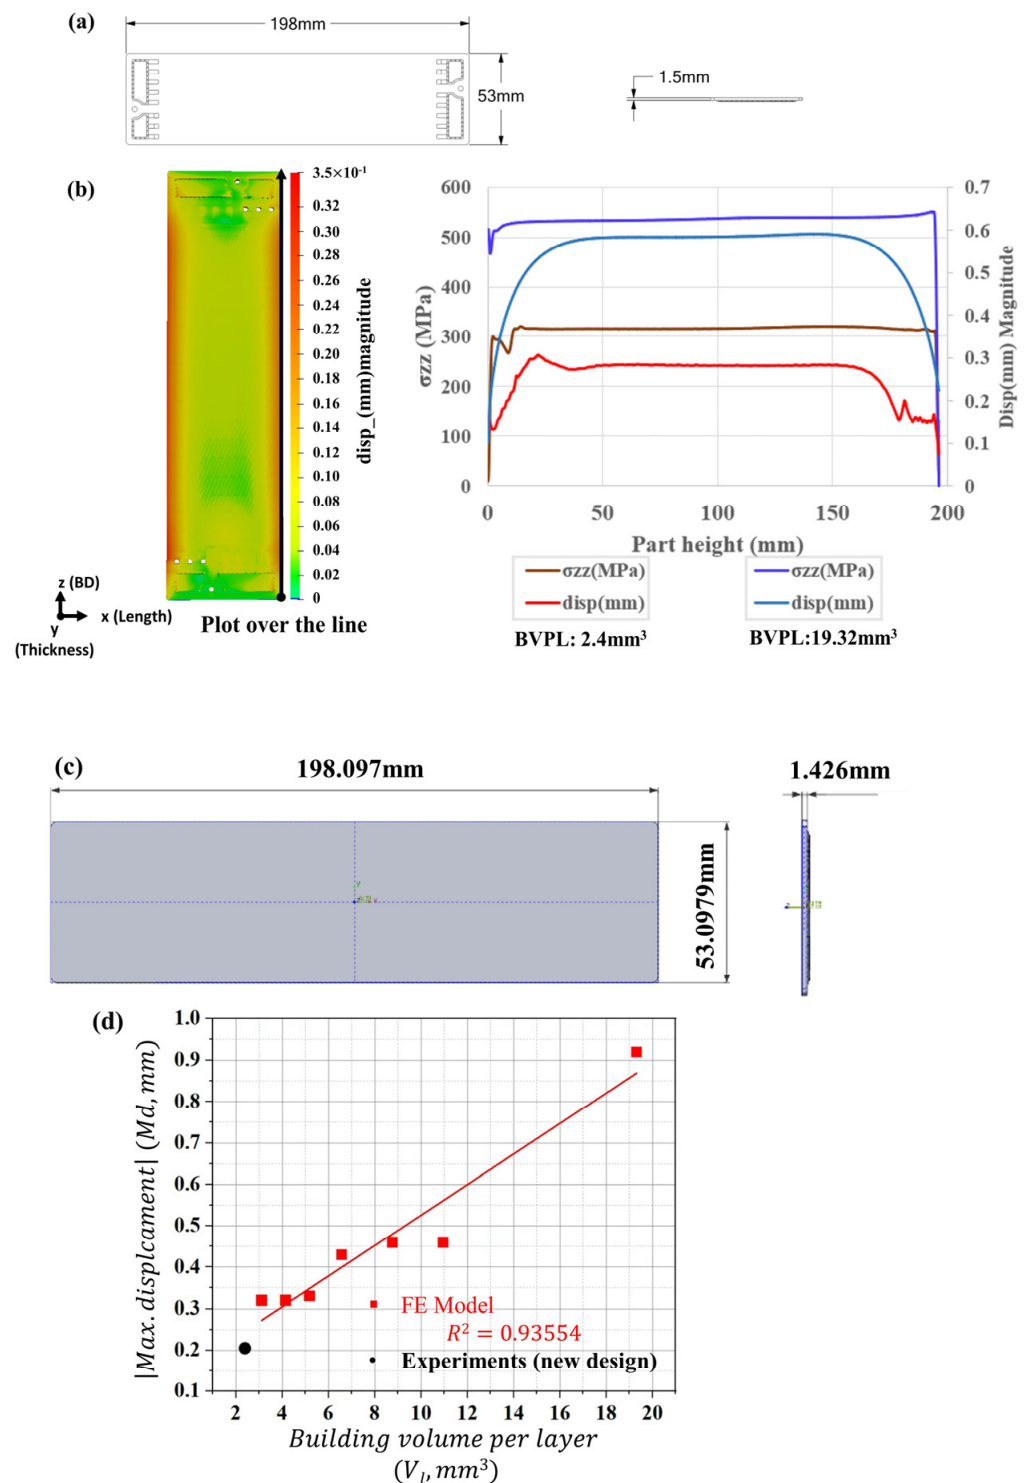 (a)
198mm
53mm
1.5mm
(b)
3.5×10⁻¹
0.32
0.30
0.28
0.26
0.24
0.22
0.20
0.18
0.16
0.14
0.12
0.10
0.08
0.06
0.04
0.02
0
disp_(mm)magnitude
z (BD)
x (Length)
y
(Thickness)
Plot over the line
600
500
400
300
200
100
0
σzz (MPa)
0.7
0.6
0.5
0.4
0.3
0.2
0.1
0
Disp(mm) Magnitude
0 50 100 150 200
Part height (mm)
σzz(MPa)
disp(mm)
BVPL: 2.4mm³
σzz(MPa)
disp(mm)
BVPL:19.32mm³
(c)
198.097mm
1.426mm
53.0979mm
(d)
1.0
0.9
0.8
0.7
0.6
0.5
0.4
0.3
0.2
0.1
|Max. displcament| (Md, mm)
FE Model
R² = 0.93554
Experiments (new design)
2 4 6 8 10 12 14 16 18 20
Building volume per layer
(Vₗ, mm³)